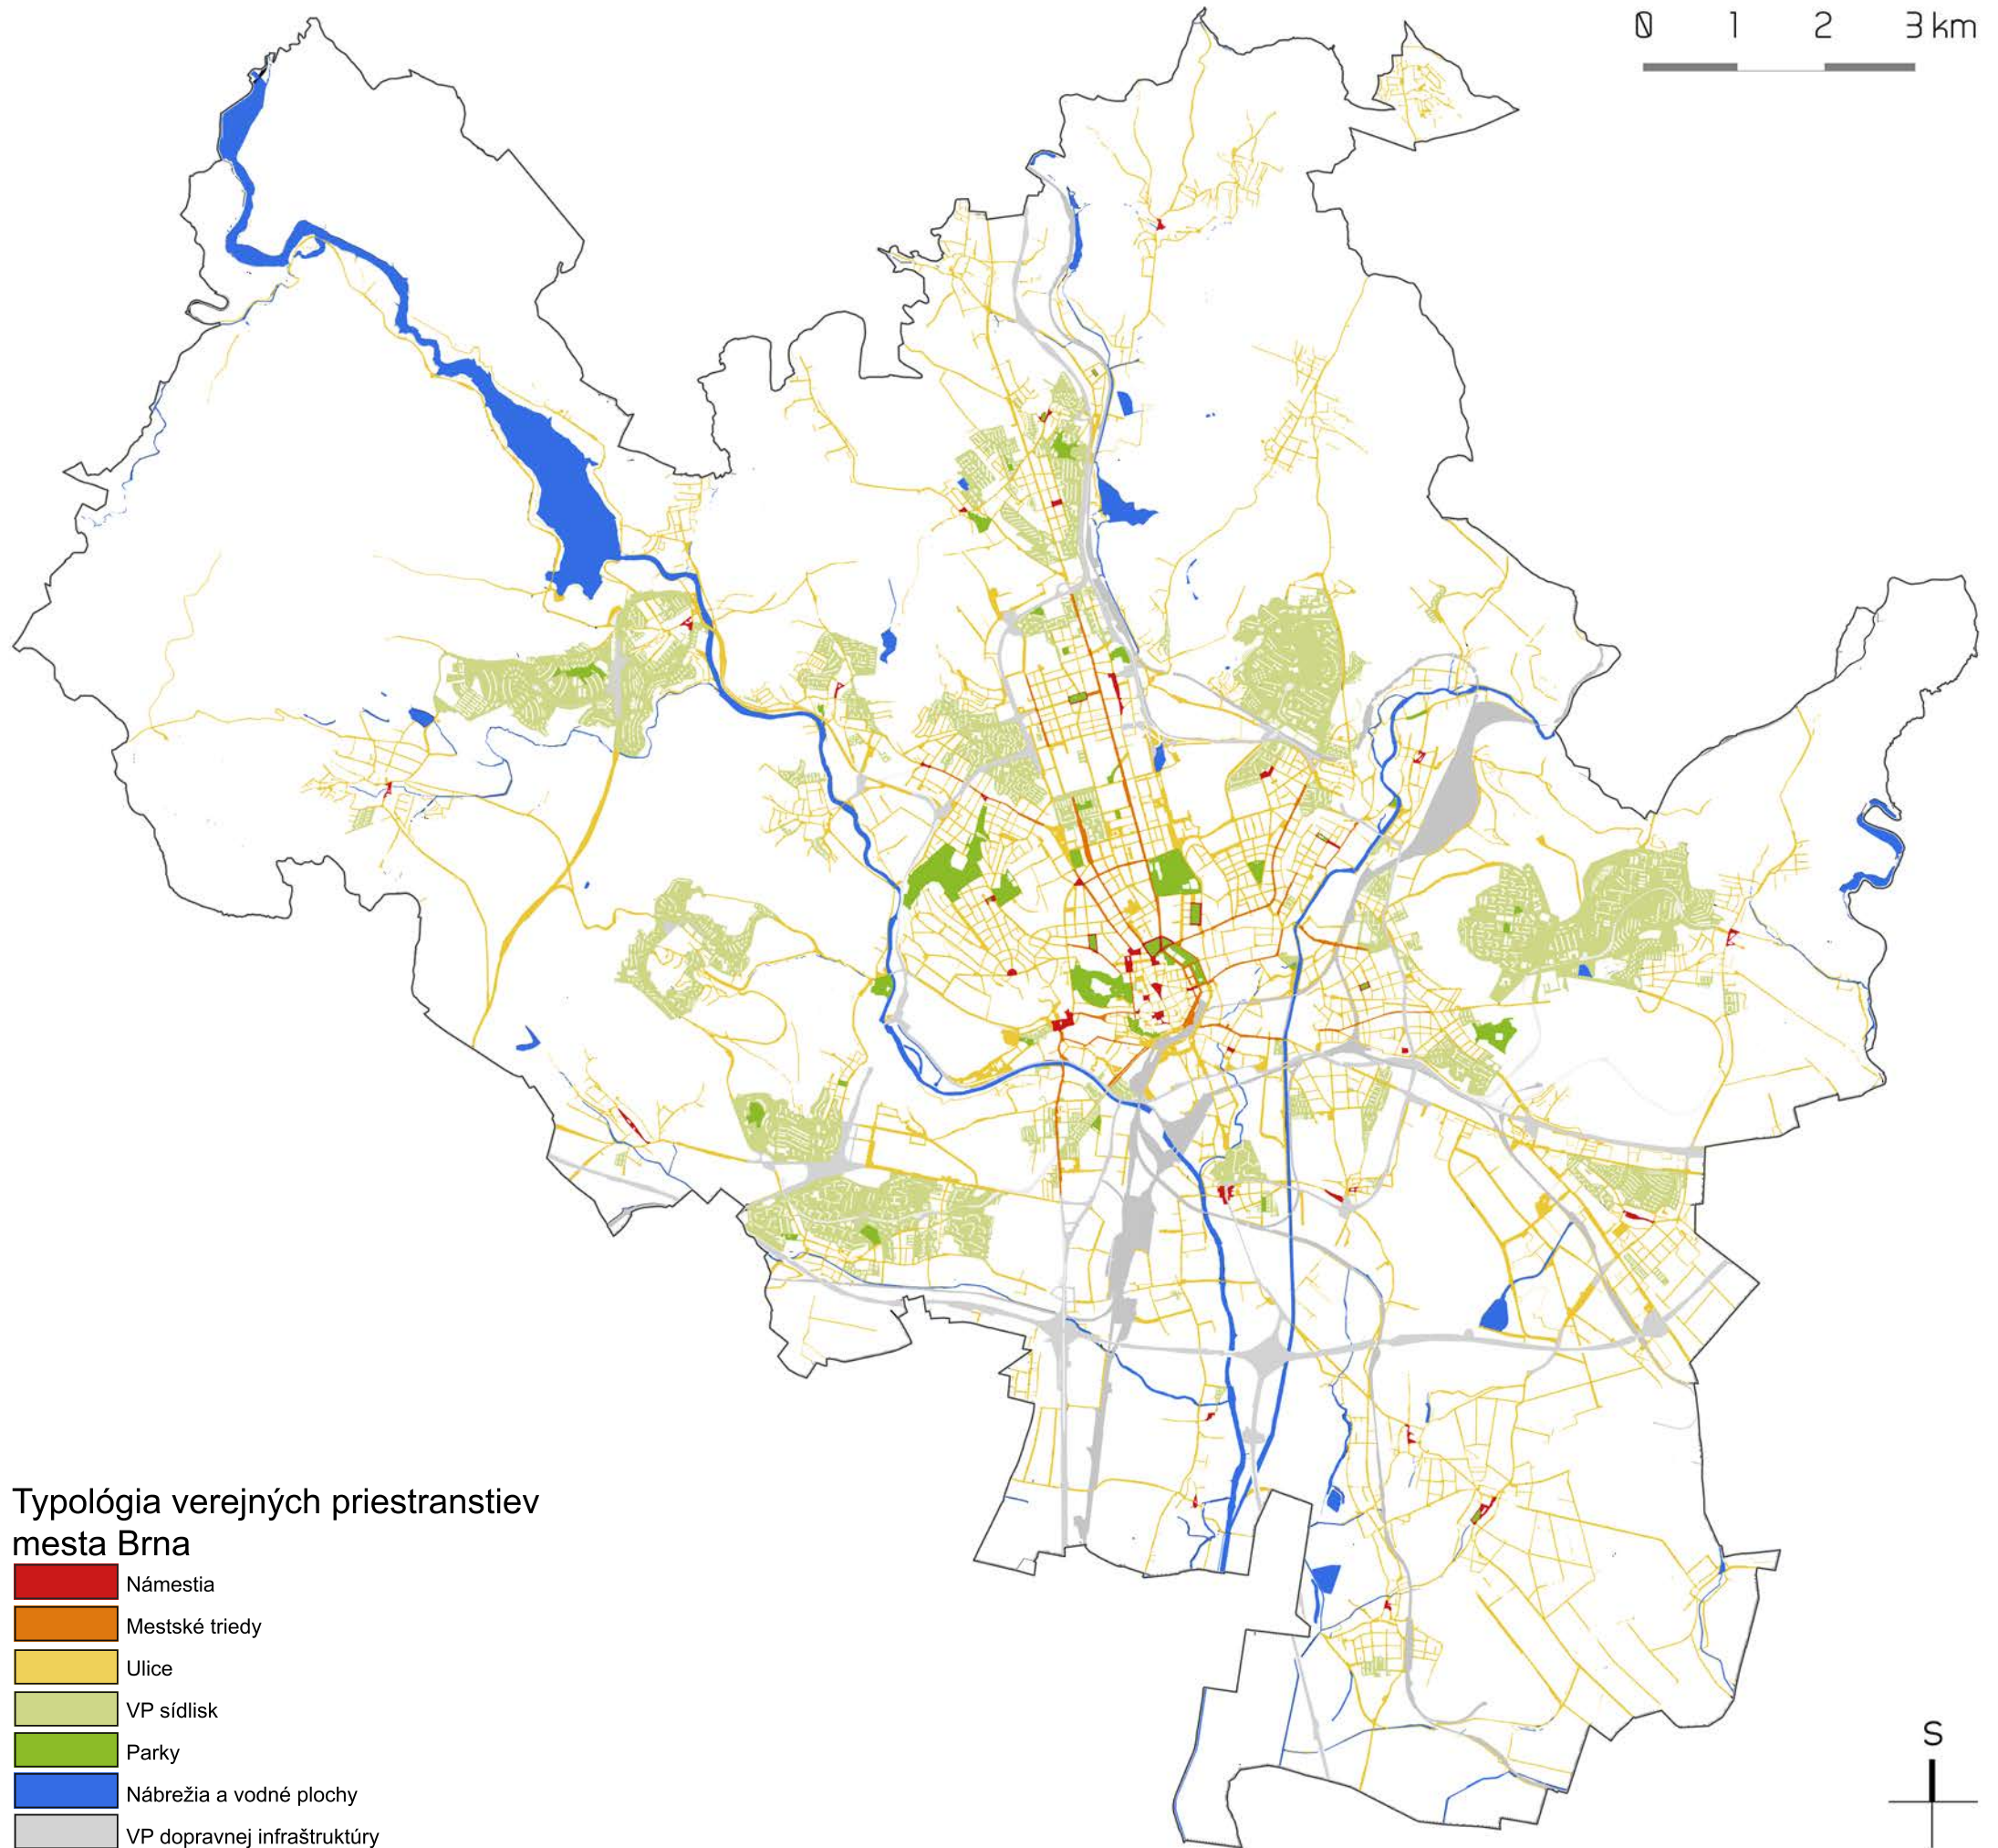 0 1 2 3 km
Typológia verejných priestranstiev
mesta Brna
Námestia
Mestské triedy
Ulice
VP sídlisk
Parky
Nábrežia a vodné plochy
VP dopravnej infraštruktúry
S